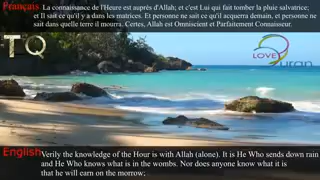 Français La connaissance de l'Heure est auprès d'Allah; et c'est Lui qui fait tomber la pluie salvatrice;
et Il sait ce qu'il y a dans les matrices. Et personne ne sait ce qu'il acquerra demain, et personne ne
sait dans quelle terre il mourra. Certes, Allah est Omniscient et Parfaitement Connaisseur.
TQ
LOVE
uran
English Verily the knowledge of the Hour is with Allah (alone). It is He Who sends down rain
and He Who knows what is in the wombs. Nor does anyone know what it is
that he will earn on the morrow;